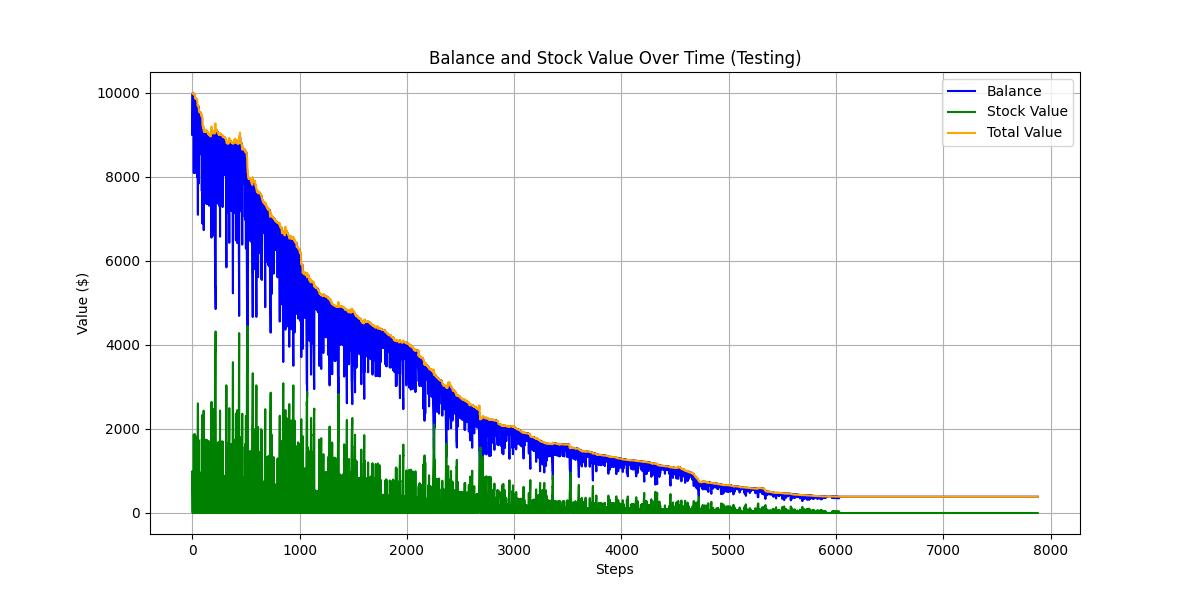 Balance and Stock Value Over Time (Testing)
Balance
Stock Value
Total Value
Value ($)
10000
8000
6000
4000
2000
0
0 1000 2000 3000 4000 5000 6000 7000 8000
Steps